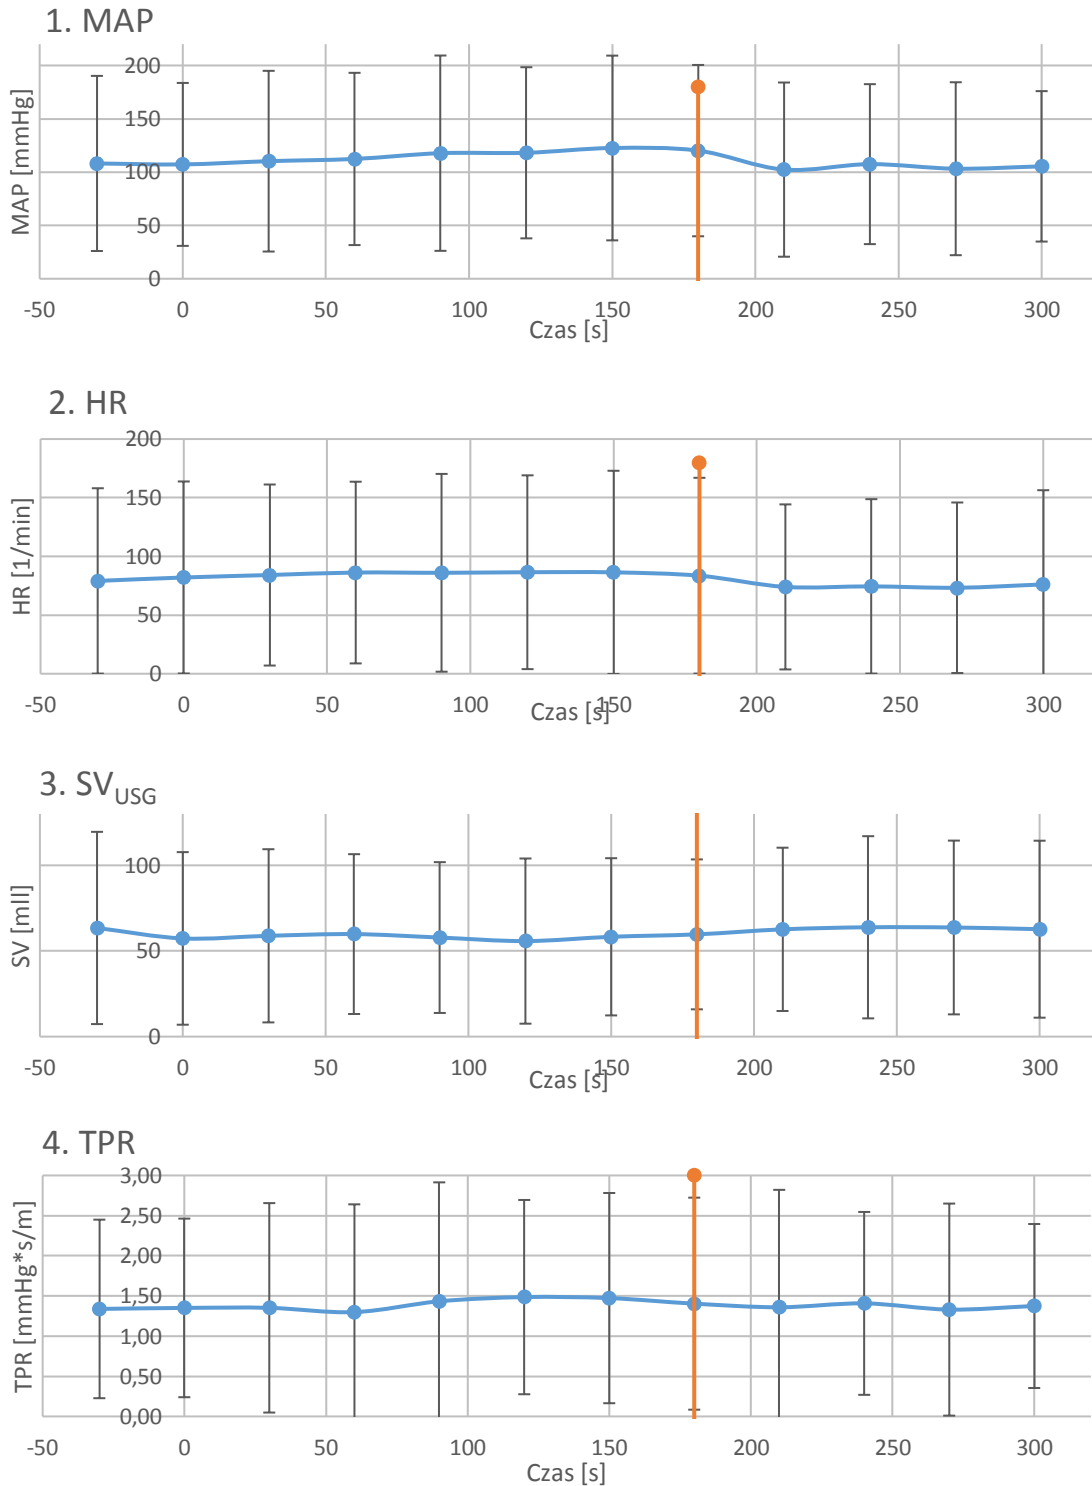 1. MAP
MAP [mmHg]
200
150
100
50
0
-50 0 50 100 150 200 250 300
Czas [s]
2. HR
HR [1/min]
200
150
100
50
0
-50 0 50 100 150 200 250 300
Czas [s]
3. SVUSG
SV [mll]
100
50
0
-50 0 50 100 150 200 250 300
Czas [s]
4. TPR
TPR [mmHg*s/m]
3,00
2,50
2,00
1,50
1,00
0,50
0,00
-50 0 50 100 150 200 250 300
Czas [s]